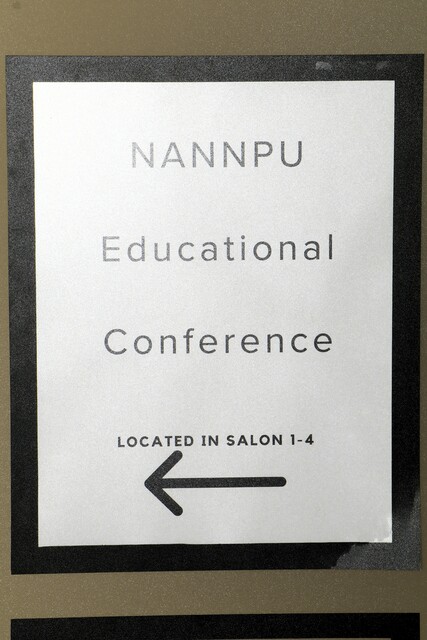 NANNPU
Educational
Conference
LOCATED IN SALON 1-4